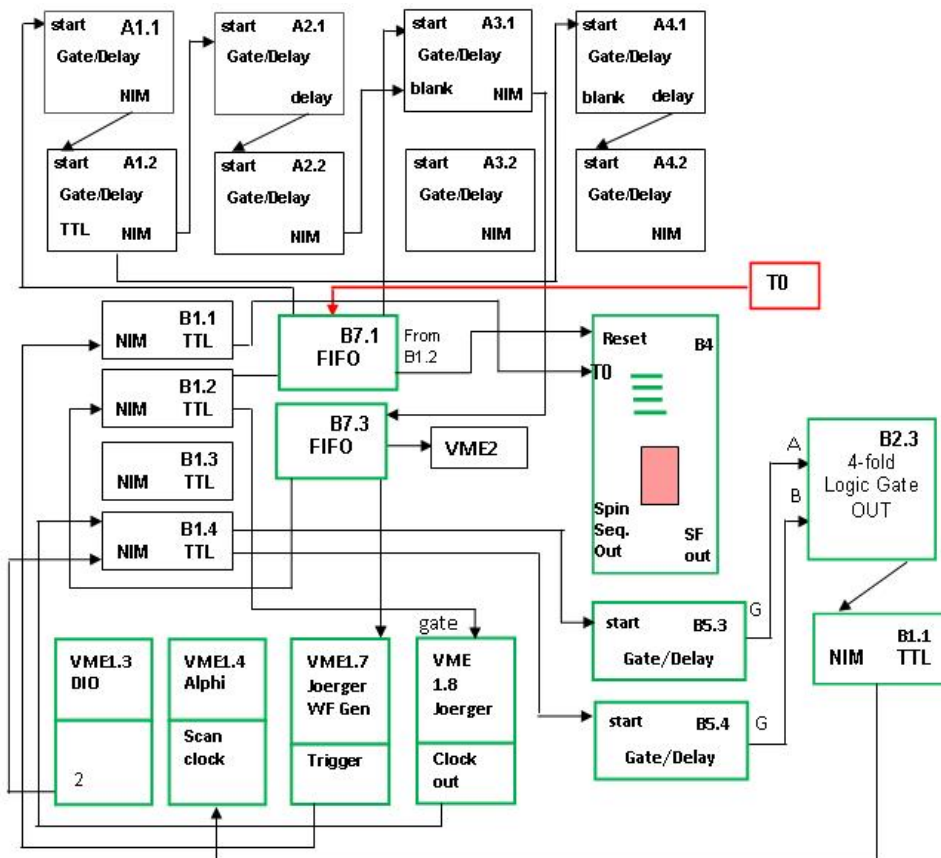 start A1.1
Gate/Delay
NIM
start A2.1
Gate/Delay
delay
start A3.1
Gate/Delay
blank NIM
start A4.1
Gate/Delay
blank delay
start A1.2
Gate/Delay
TTL NIM
start A2.2
Gate/Delay
NIM
start A3.2
Gate/Delay
NIM
start A4.2
Gate/Delay
NIM
T0
B1.1
NIM TTL
B7.1
FIFO
From
B1.2
Reset B4
T0
Spin
Seq.
Out
SF
out
B1.2
NIM TTL
B7.3
FIFO
VME2
B1.3
NIM TTL
B1.4
NIM TTL
A
B
B2.3
4-fold
Logic Gate
OUT
G
start B5.3
Gate/Delay
B1.1
NIM TTL
G
start B5.4
Gate/Delay
gate
VME1.3
DIO
2
VME1.4
Alphi
Scan
clock
VME1.7
Joerger
WF Gen
Trigger
VME
1.8
Joerger
Clock
out